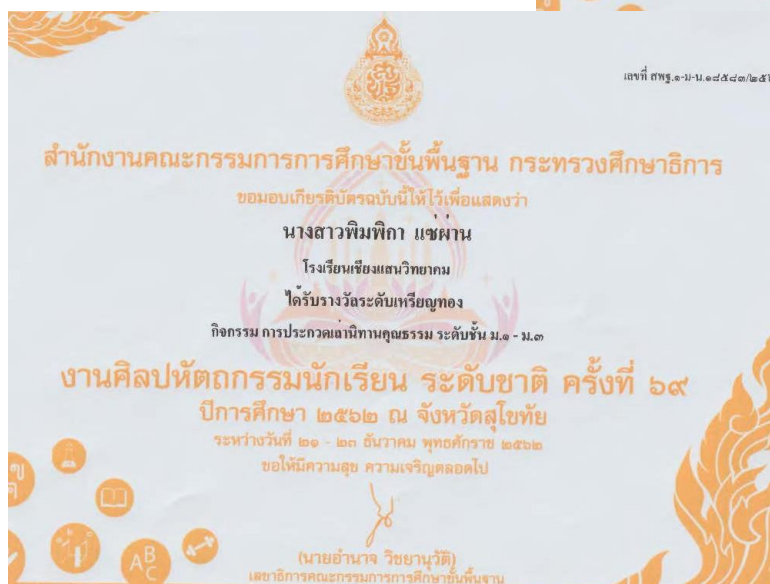 เลขที่ สพฐ.๑-ม-น.๑๘๕๘๓/๒๕
สำนักงานคณะกรรมการการศึกษาขั้นพื้นฐาน กระทรวงศึกษาธิการ
ขอมอบเกียรติบัตรฉบับนี้ให้ไว้เพื่อแสดงว่า
นางสาวพิมพิกา แซ่ผ่าน
โรงเรียนเชียงแสนวิทยาคม
ได้รับรางวัลระดับเหรียญทอง
กิจกรรม การประกวดเล่านิทานคุณธรรม ระดับชั้น ม.๑ - ม.๓
งานศิลปหัตถกรรมนักเรียน ระดับชาติ ครั้งที่ ๖๙
ปีการศึกษา ๒๕๖๒ ณ จังหวัดสุโขทัย
ระหว่างวันที่ ๒๑ - ๒๓ ธันวาคม พุทธศักราช ๒๕๖๒
ขอให้มีความสุข ความเจริญตลอดไป
(นายอำนาจ วิชยานุวัติ)
เลขาธิการคณะกรรมการการศึกษาขั้นพื้นฐาน
A B
C